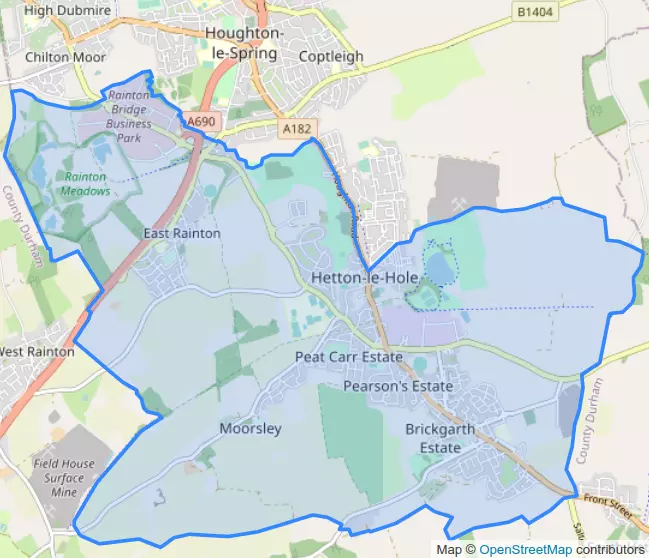 High Dubmire
B1404
Houghton-
le-Spring
Coptleigh
Chilton Moor
Rainton
Bridge
Business
Park
A690
A182
Rainton
Meadows
County Durham
East Rainton
Hetton-le-Hole
West Rainton
Peat Carr Estate
Pearson's Estate
County Durham
Moorsley
Brickgarth
Estate
Field House
Surface
Mine
Front Street
Map © OpenStreetMap contributors